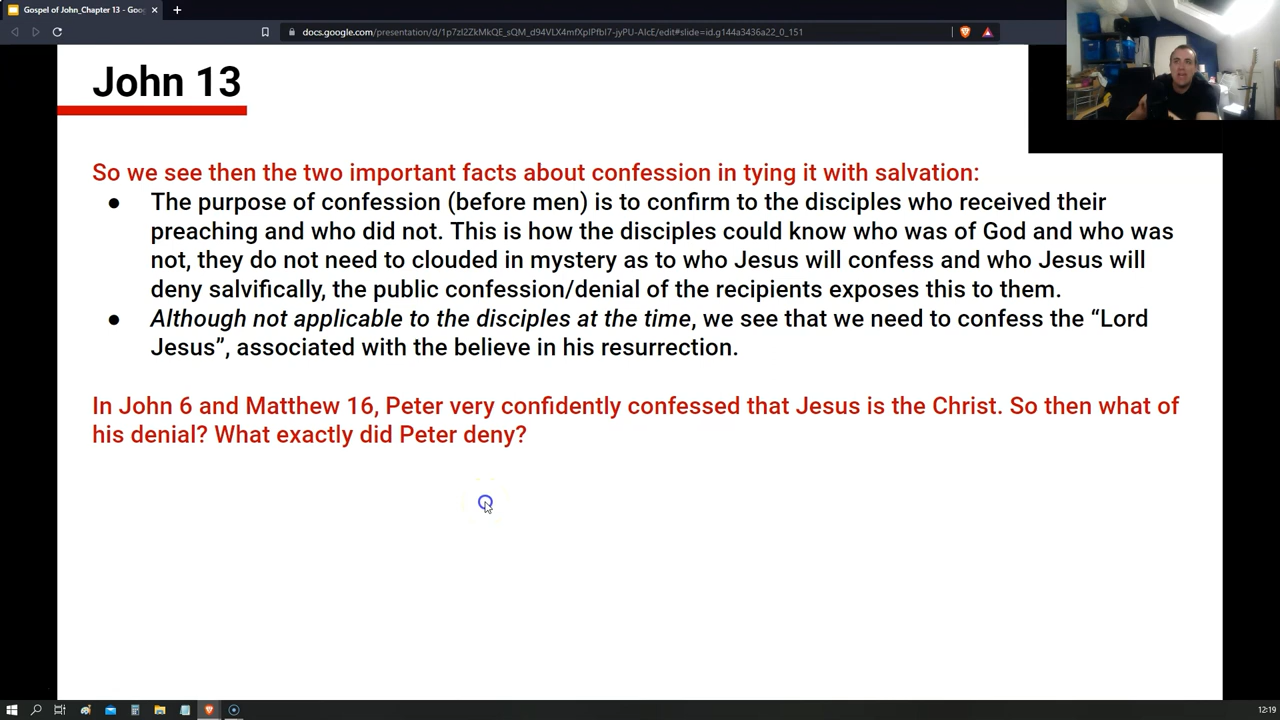 Gospel of John_Chapter 13 - Goo
docs.google.com/presentation/d/1p7zl2ZkMkQE_sQM_d94VLX4mfXplPfbl7-jyPU-AlcE/edit#slide=id.g144a3436a22_0_151
John 13
So we see then the two important facts about confession in tying it with salvation:
● The purpose of confession (before men) is to confirm to the disciples who received their
preaching and who did not. This is how the disciples could know who was of God and who was
not, they do not need to clouded in mystery as to who Jesus will confess and who Jesus will
deny salvifically, the public confession/denial of the recipients exposes this to them.
● Although not applicable to the disciples at the time, we see that we need to confess the “Lord
Jesus”, associated with the believe in his resurrection.
In John 6 and Matthew 16, Peter very confidently confessed that Jesus is the Christ. So then what of
his denial? What exactly did Peter deny?
12:19